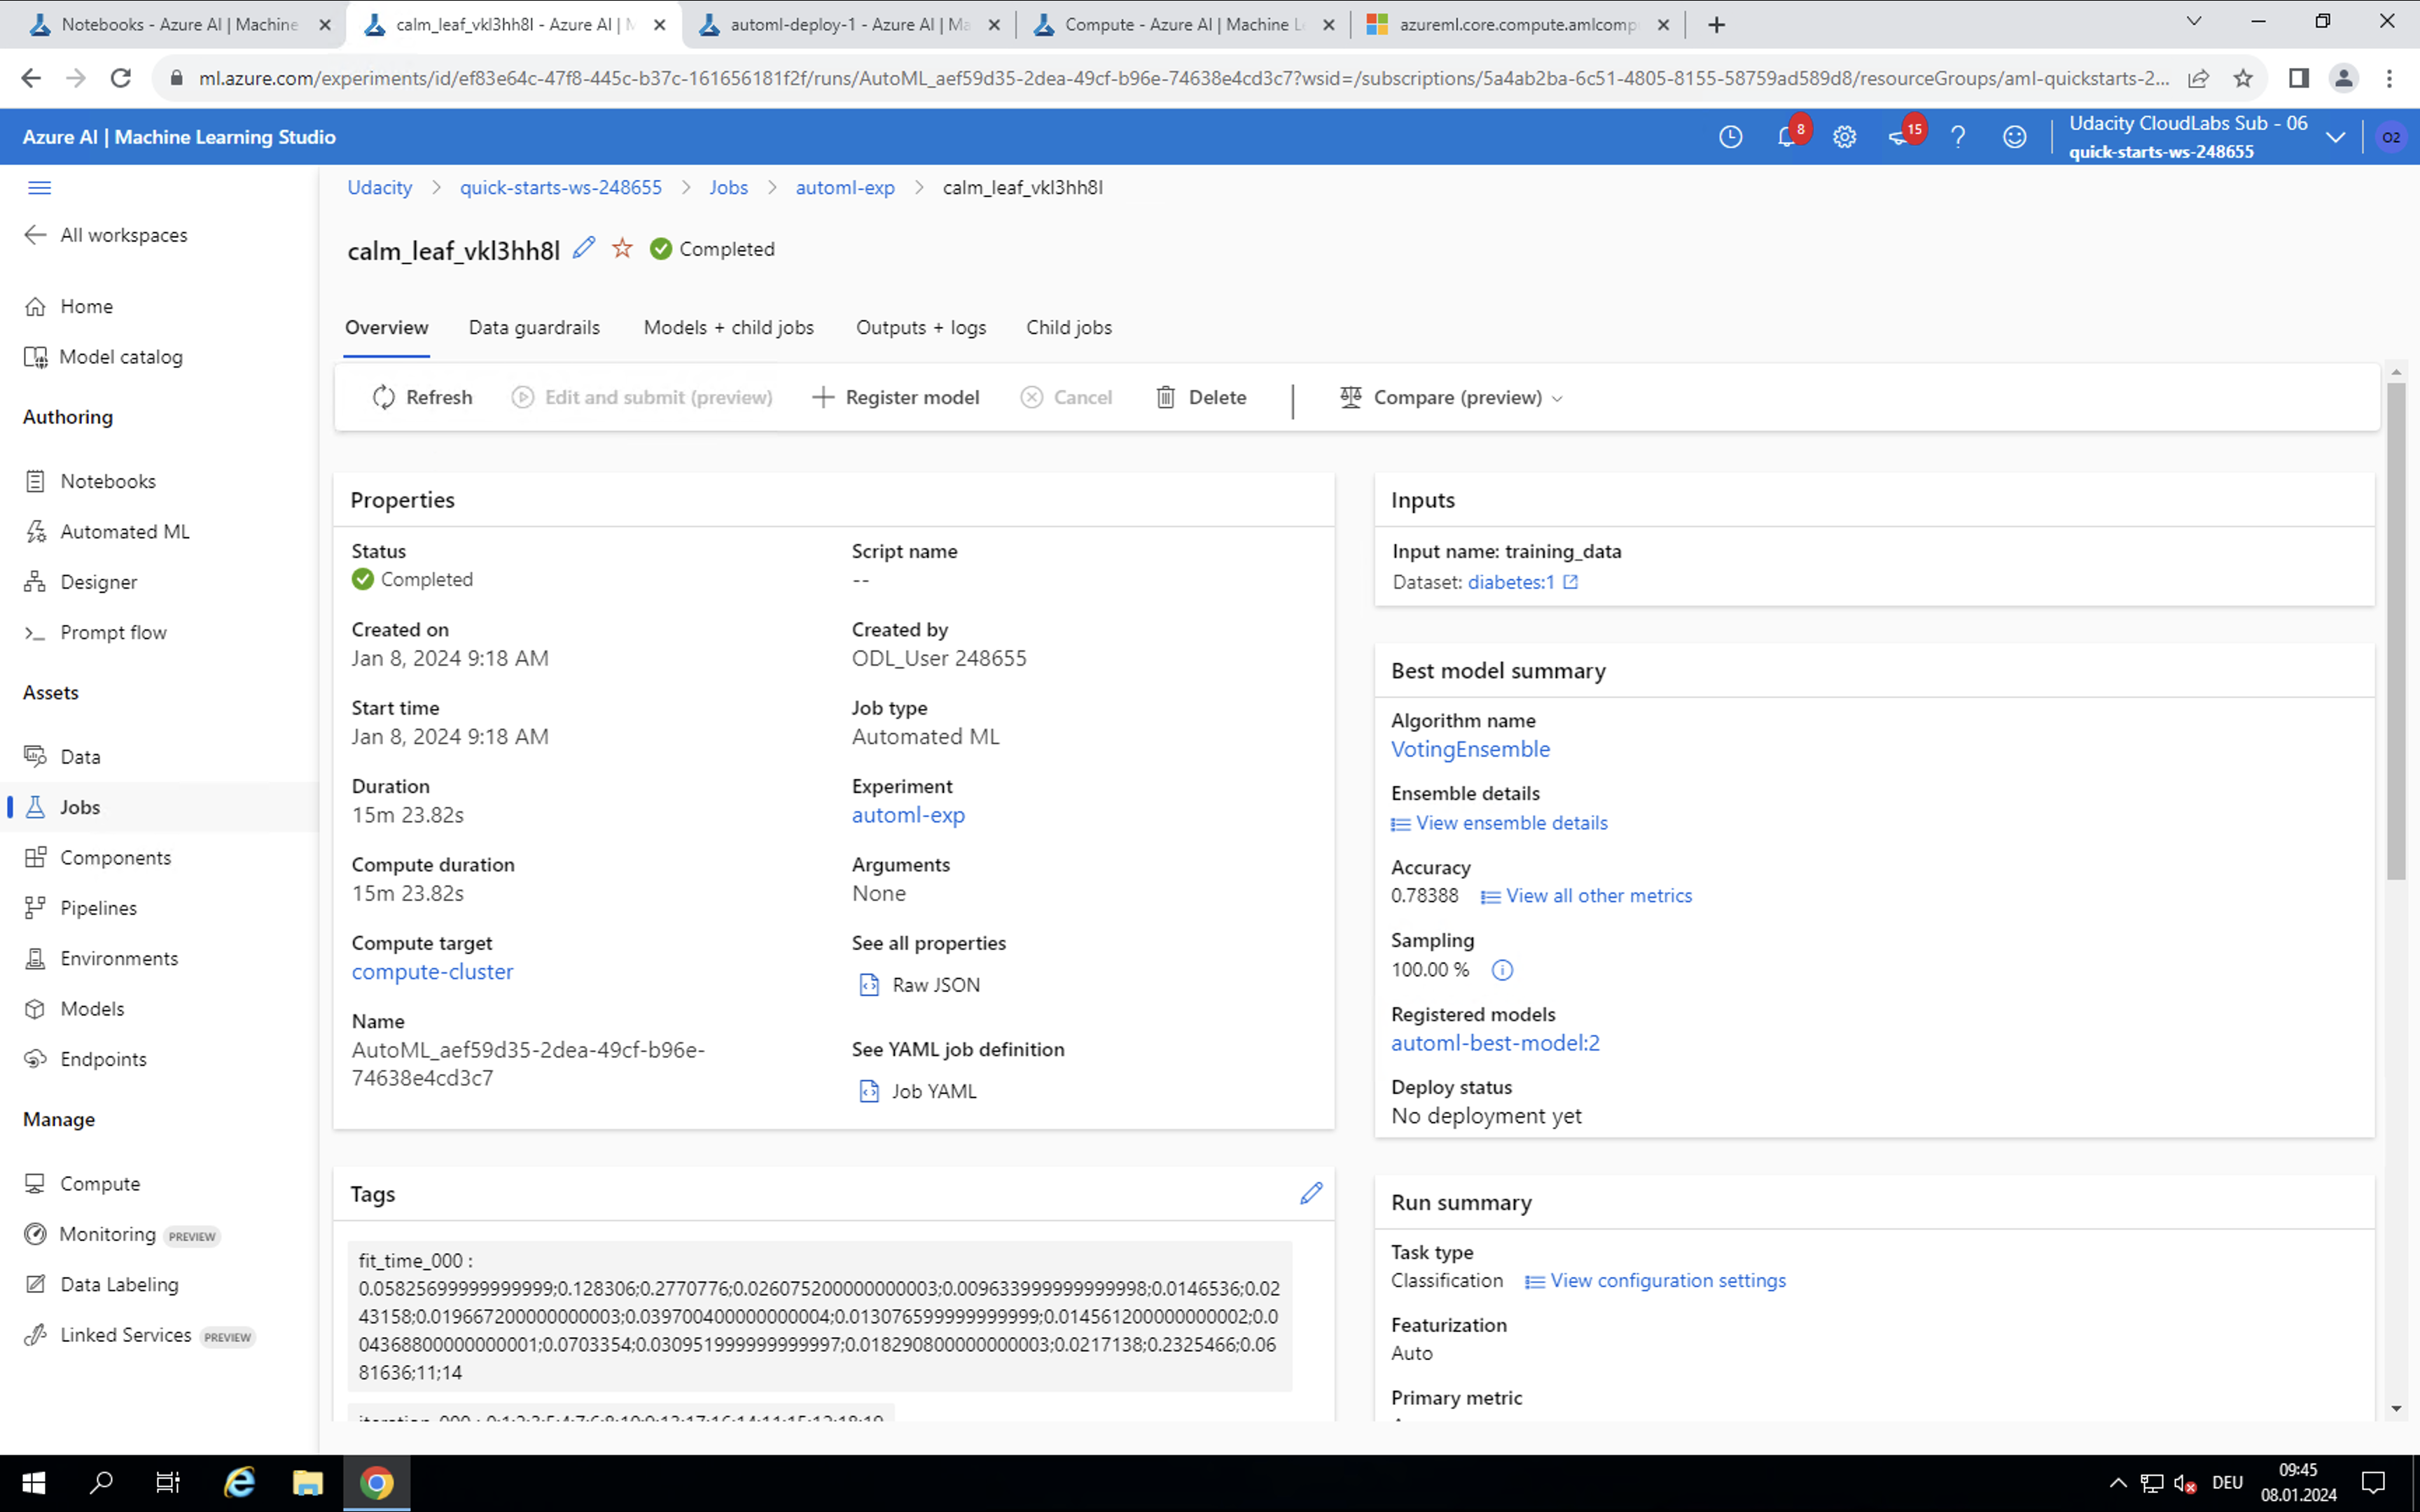 Notebooks - Azure AI | Machine
calm_leaf_vkl3hh8l - Azure AI | M
automl-deploy-1 - Azure AI | Ma
Compute - Azure AI | Machine L
azureml.core.compute.amlcomp
ml.azure.com/experiments/id/ef83e64c-47f8-445c-b37c-161656181f2f/runs/AutoML_aef59d35-2dea-49cf-b96e-74638e4cd3c7?wsid=/subscriptions/5a4ab2ba-6c51-4805-8155-58759ad589d8/resourceGroups/aml-quickstarts-2...
Azure AI | Machine Learning Studio
8
15
Udacity CloudLabs Sub - 06
quick-starts-ws-248655
O2
Udacity > quick-starts-ws-248655 > Jobs > automl-exp > calm_leaf_vkl3hh8l
All workspaces
Home
Model catalog
Authoring
Notebooks
Automated ML
Designer
Prompt flow
Assets
Data
Jobs
Components
Pipelines
Environments
Models
Endpoints
Manage
Compute
Monitoring PREVIEW
Data Labeling
Linked Services PREVIEW
calm_leaf_vkl3hh8l Completed
Overview Data guardrails Models + child jobs Outputs + logs Child jobs
Refresh Edit and submit (preview) Register model Cancel Delete Compare (preview)
Properties
Status
Completed
Created on
Jan 8, 2024 9:18 AM
Start time
Jan 8, 2024 9:18 AM
Duration
15m 23.82s
Compute duration
15m 23.82s
Compute target
compute-cluster
Name
AutoML_aef59d35-2dea-49cf-b96e-
74638e4cd3c7
Script name
--
Created by
ODL_User 248655
Job type
Automated ML
Experiment
automl-exp
Arguments
None
See all properties
Raw JSON
See YAML job definition
Job YAML
Tags
fit_time_000 :
0.05825699999999999;0.128306;0.2770776;0.026075200000000003;0.009633999999999998;0.0146536;0.02
43158;0.019667200000000003;0.039700400000000004;0.013076599999999999;0.014561200000000002;0.0
04368800000000001;0.0703354;0.030951999999999997;0.018290800000000003;0.0217138;0.2325466;0.06
81636;11;14
Inputs
Input name: training_data
Dataset: diabetes:1
Best model summary
Algorithm name
VotingEnsemble
Ensemble details
View ensemble details
Accuracy
0.78388 View all other metrics
Sampling
100.00 %
Registered models
automl-best-model:2
Deploy status
No deployment yet
Run summary
Task type
Classification View configuration settings
Featurization
Auto
Primary metric
DEU
09:45
08.01.2024